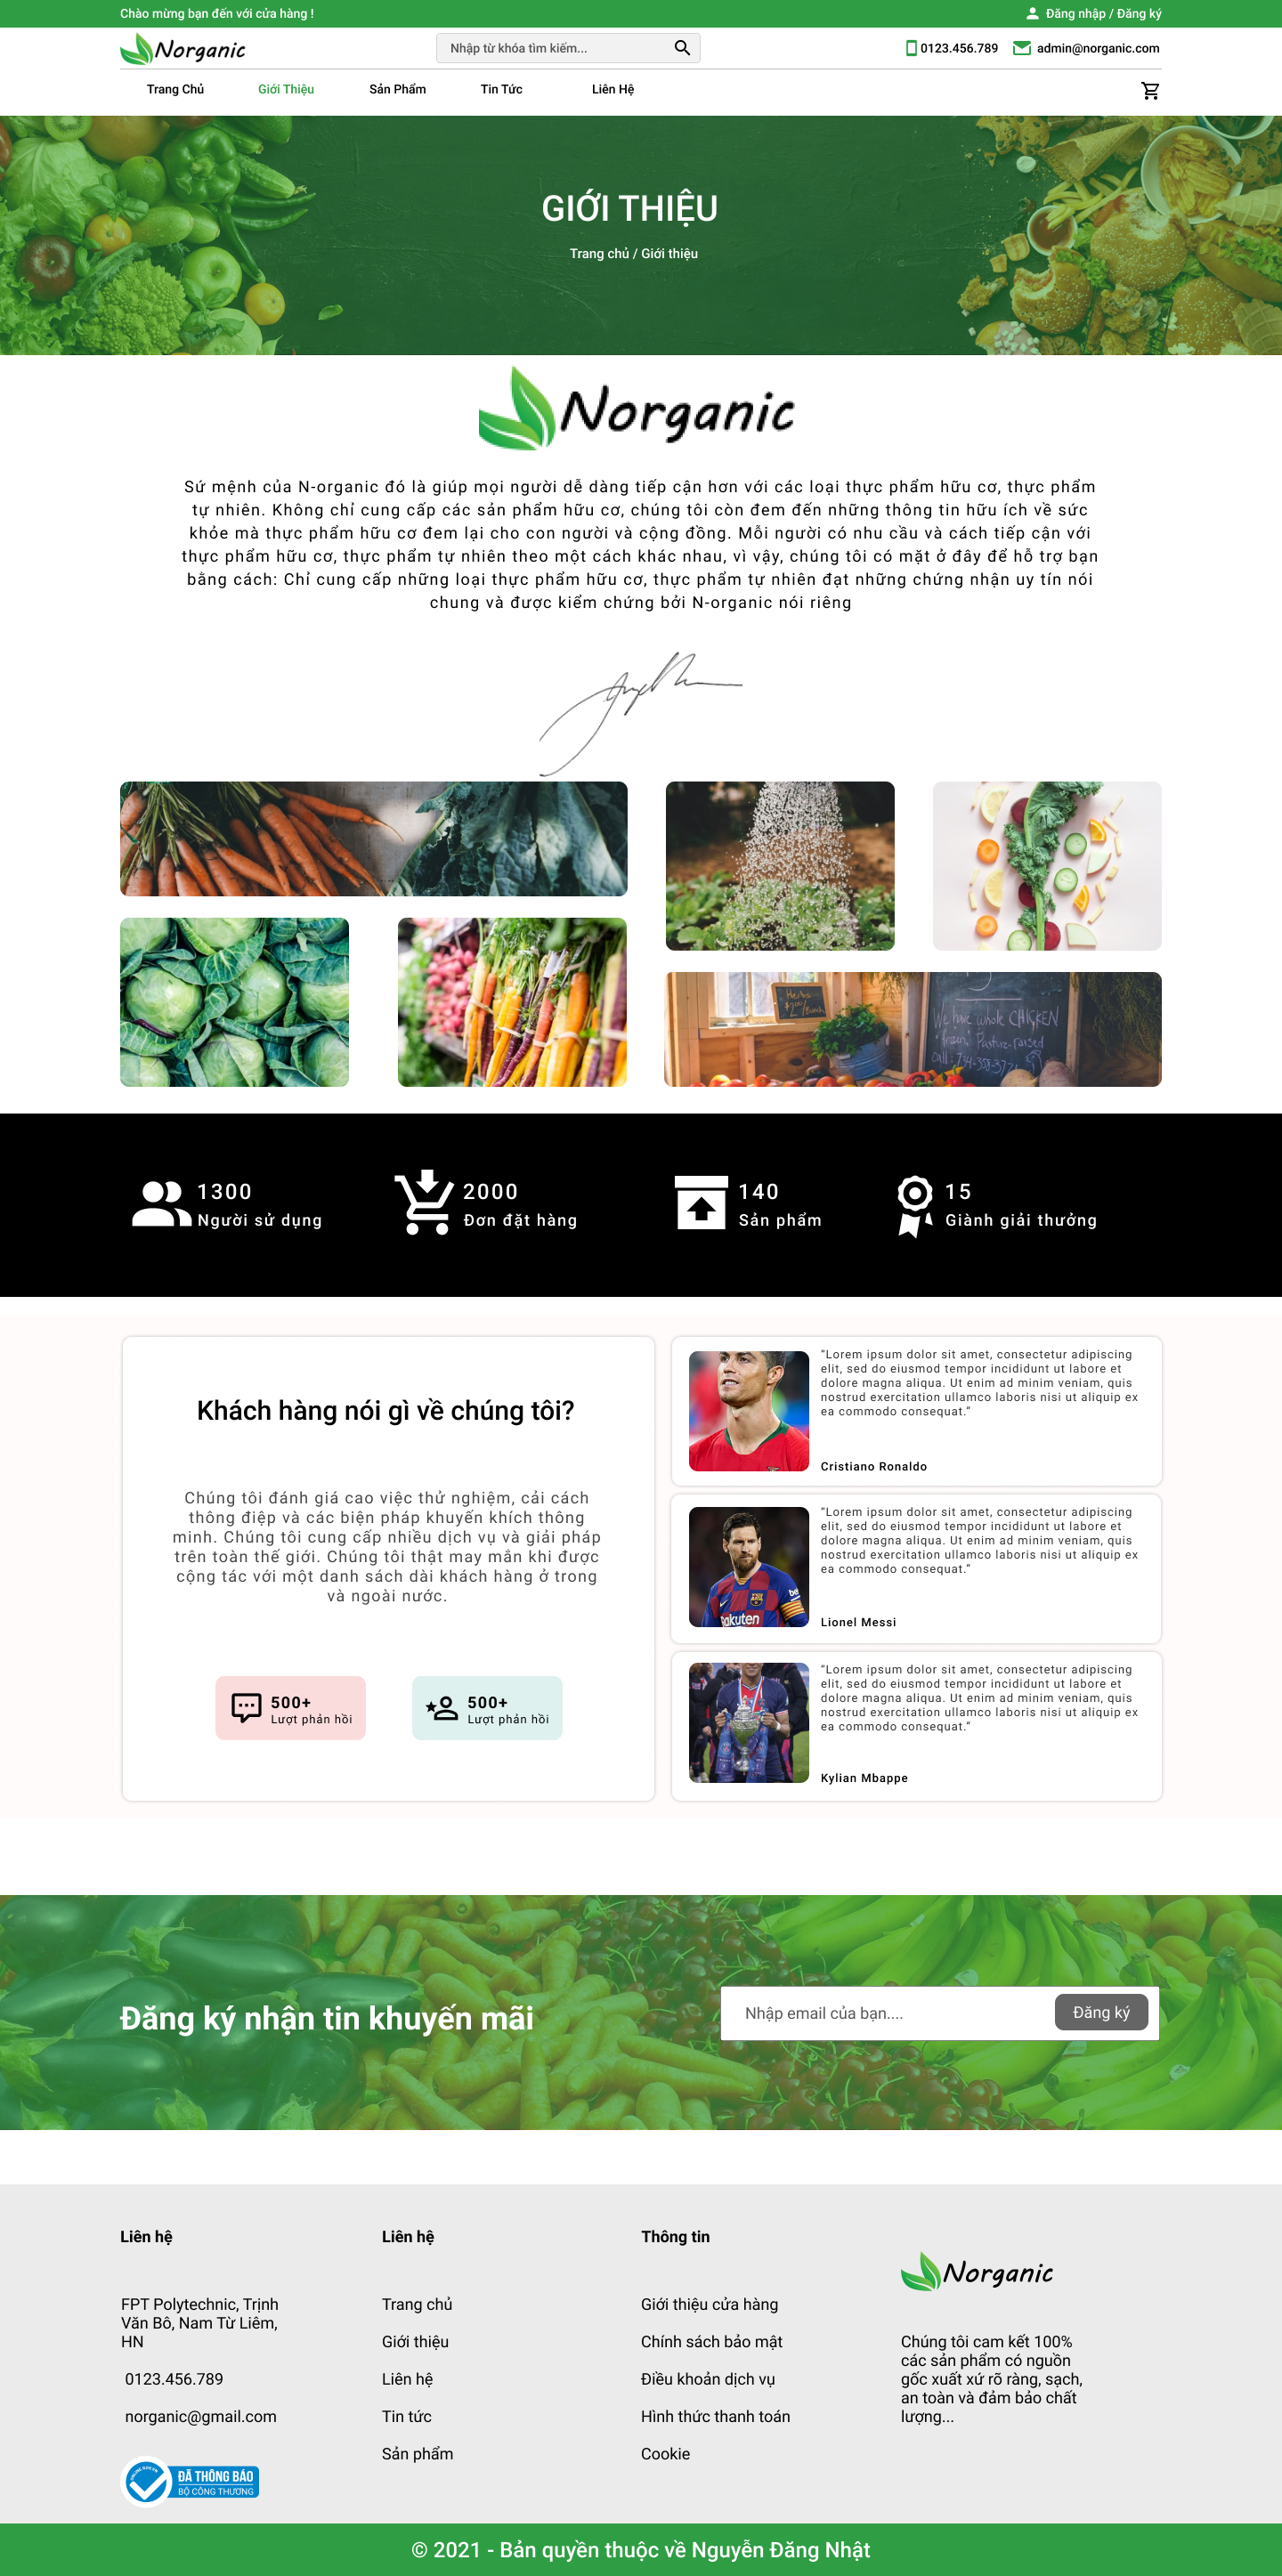 Chào mừng bạn đến với cửa hàng !
Đăng nhập / Đăng ký
Norganic
Nhập từ khóa tìm kiếm...
0123.456.789
admin@norganic.com
Trang Chủ
Giới Thiệu
Sản Phẩm
Tin Tức
Liên Hệ
GIỚI THIỆU
Trang chủ / Giới thiệu
Norganic
Sứ mệnh của N-organic đó là giúp mọi người dễ dàng tiếp cận hơn với các loại thực phẩm hữu cơ, thực phẩm
tự nhiên. Không chỉ cung cấp các sản phẩm hữu cơ, chúng tôi còn đem đến những thông tin hữu ích về sức
khỏe mà thực phẩm hữu cơ đem lại cho con người và cộng đồng. Mỗi người có nhu cầu và cách tiếp cận với
thực phẩm hữu cơ, thực phẩm tự nhiên theo một cách khác nhau, vì vậy, chúng tôi có mặt ở đây để hỗ trợ bạn
bằng cách: Chỉ cung cấp những loại thực phẩm hữu cơ, thực phẩm tự nhiên đạt những chứng nhận uy tín nói
chung và được kiểm chứng bởi N-organic nói riêng
Herbs
We have whole CHICKEN
Pasture-raised
1300
Người sử dụng
2000
Đơn đặt hàng
140
Sản phẩm
15
Giành giải thưởng
Khách hàng nói gì về chúng tôi?
Chúng tôi đánh giá cao việc thử nghiệm, cải cách
thông điệp và các biện pháp khuyến khích thông
minh. Chúng tôi cung cấp nhiều dịch vụ và giải pháp
trên toàn thế giới. Chúng tôi thật may mắn khi được
cộng tác với một danh sách dài khách hàng ở trong
và ngoài nước.
500+
Lượt phản hồi
500+
Lượt phản hồi
"Lorem ipsum dolor sit amet, consectetur adipiscing
elit, sed do eiusmod tempor incididunt ut labore et
dolore magna aliqua. Ut enim ad minim veniam, quis
nostrud exercitation ullamco laboris nisi ut aliquip ex
ea commodo consequat."
Cristiano Ronaldo
"Lorem ipsum dolor sit amet, consectetur adipiscing
elit, sed do eiusmod tempor incididunt ut labore et
dolore magna aliqua. Ut enim ad minim veniam, quis
nostrud exercitation ullamco laboris nisi ut aliquip ex
ea commodo consequat."
Rakuten
Lionel Messi
"Lorem ipsum dolor sit amet, consectetur adipiscing
elit, sed do eiusmod tempor incididunt ut labore et
dolore magna aliqua. Ut enim ad minim veniam, quis
nostrud exercitation ullamco laboris nisi ut aliquip ex
ea commodo consequat."
Kylian Mbappe
Đăng ký nhận tin khuyến mãi
Nhập email của bạn....
Đăng ký
Liên hệ
FPT Polytechnic, Trịnh
Văn Bô, Nam Từ Liêm,
HN
0123.456.789
norganic@gmail.com
ĐÃ THÔNG BÁO
BỘ CÔNG THƯƠNG
Liên hệ
Trang chủ
Giới thiệu
Liên hệ
Tin tức
Sản phẩm
Thông tin
Giới thiệu cửa hàng
Chính sách bảo mật
Điều khoản dịch vụ
Hình thức thanh toán
Cookie
Norganic
Chúng tôi cam kết 100%
các sản phẩm có nguồn
gốc xuất xứ rõ ràng, sạch,
an toàn và đảm bảo chất
lượng...
© 2021 - Bản quyền thuộc về Nguyễn Đăng Nhật